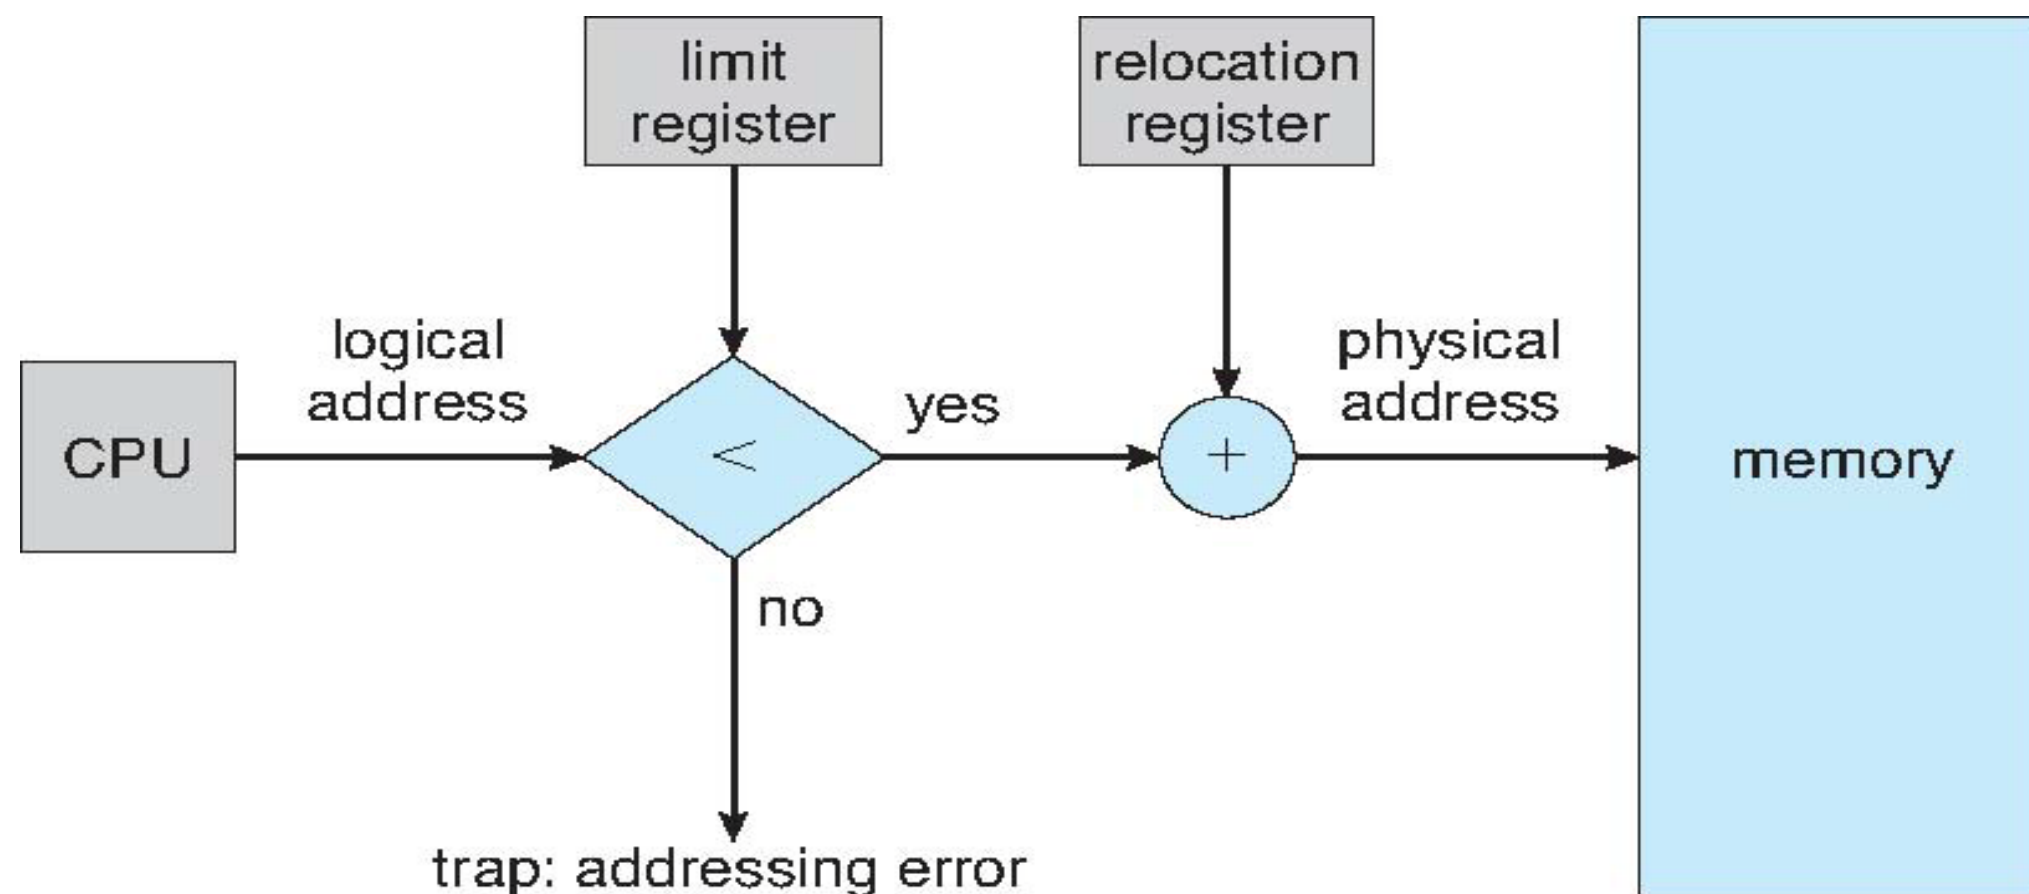 limit
register
relocation
register
logical
address
physical
address
CPU
<
yes
+
memory
no
trap: addressing error